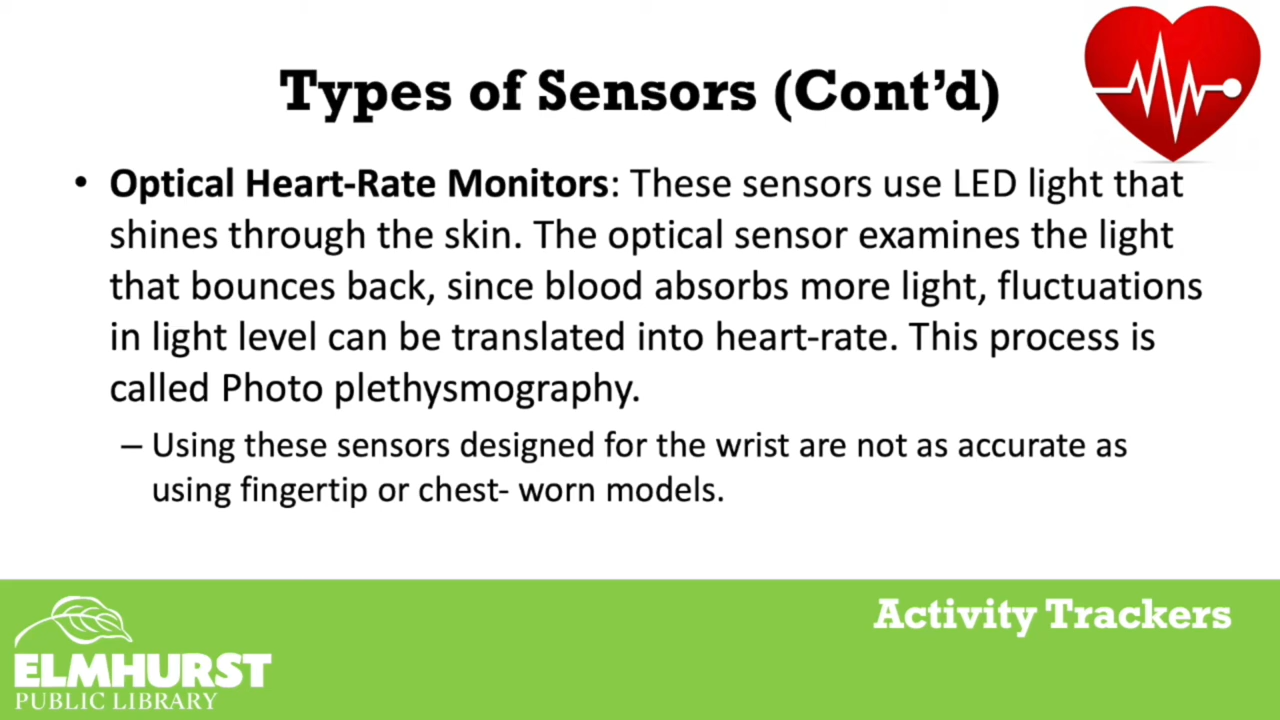 Types of Sensors (Cont’d)
• Optical Heart-Rate Monitors: These sensors use LED light that
shines through the skin. The optical sensor examines the light
that bounces back, since blood absorbs more light, fluctuations
in light level can be translated into heart-rate. This process is
called Photo plethysmography.
– Using these sensors designed for the wrist are not as accurate as
using fingertip or chest- worn models.
Activity Trackers
ELMHURST
PUBLIC LIBRARY